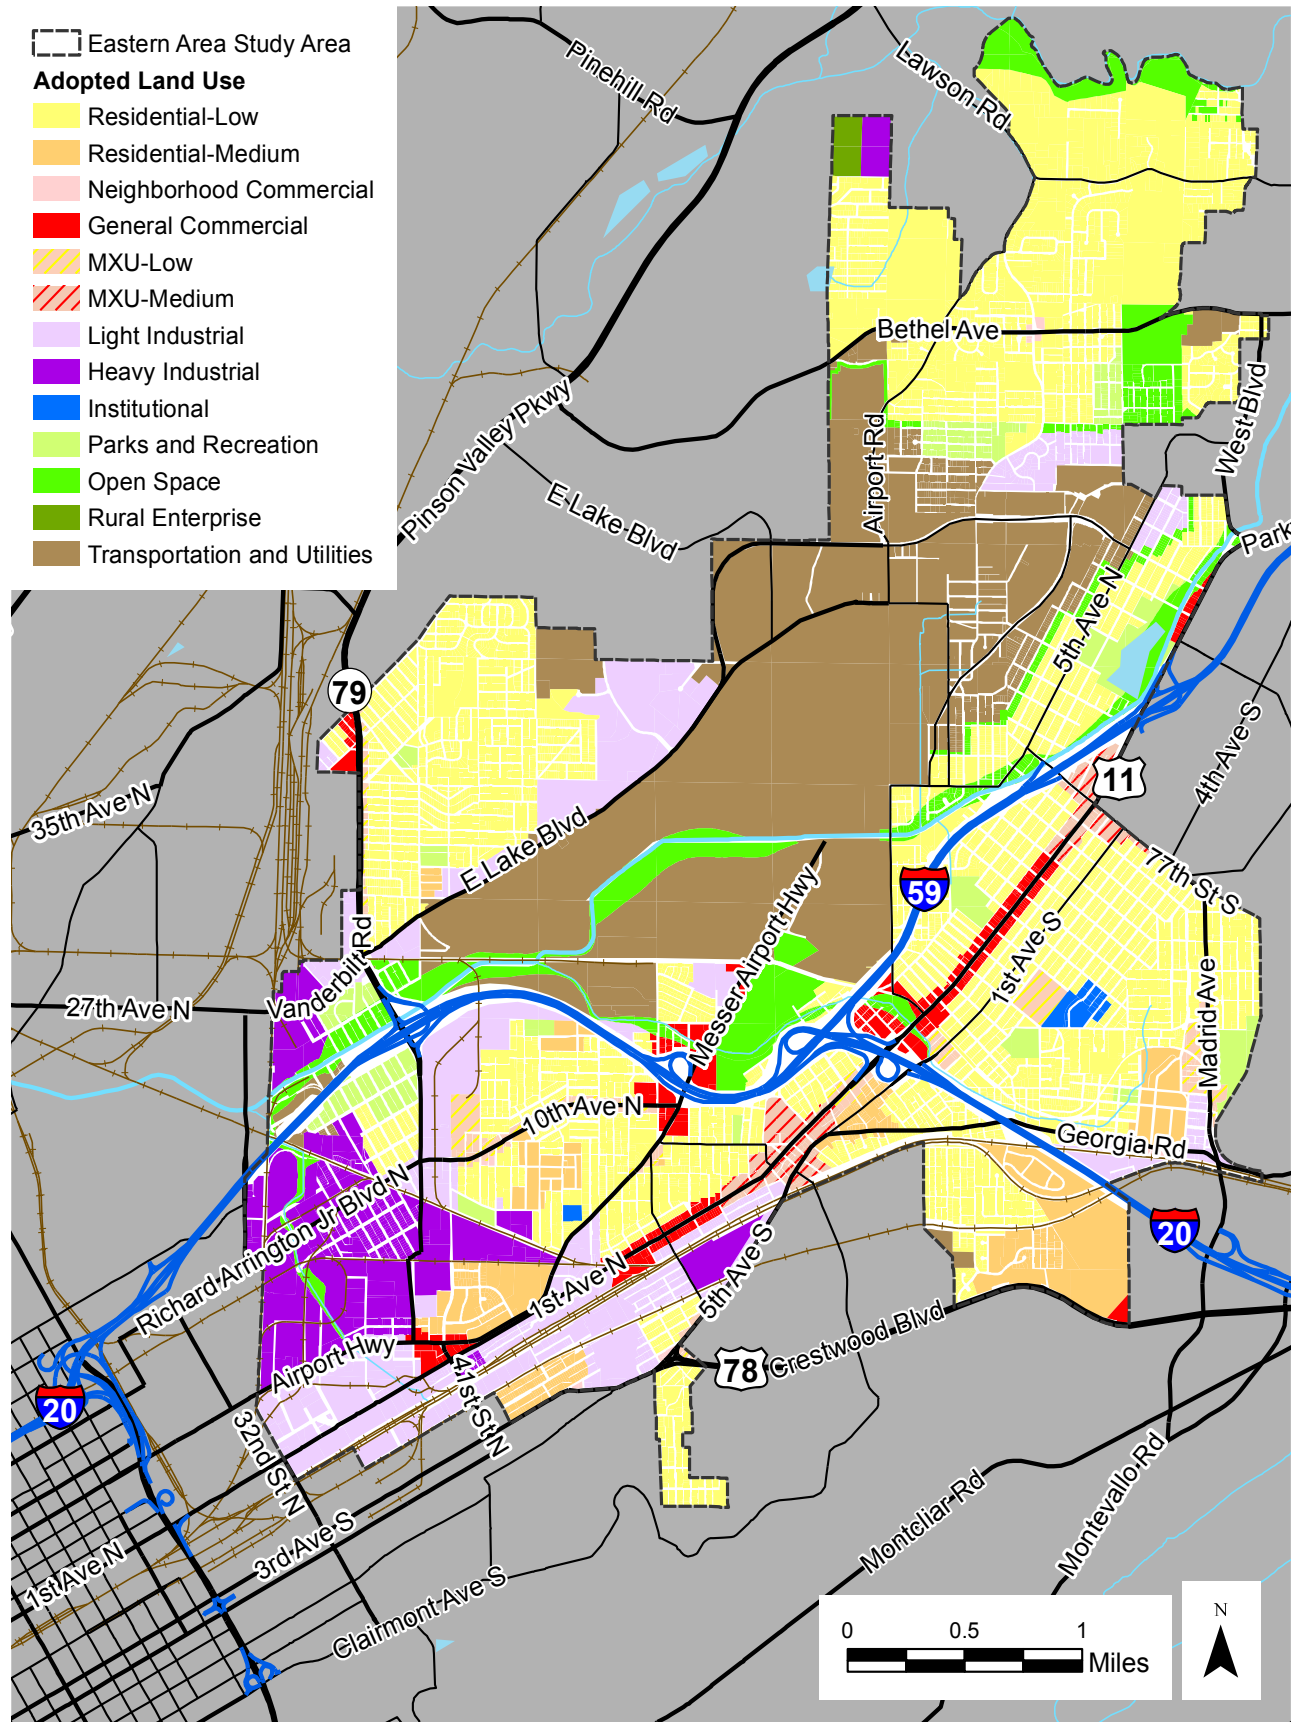 Eastern Area Study Area
Adopted Land Use
Residential-Low
Residential-Medium
Neighborhood Commercial
General Commercial
MXU-Low
MXU-Medium
Light Industrial
Heavy Industrial
Institutional
Parks and Recreation
Open Space
Rural Enterprise
Transportation and Utilities
Pinehill Rd
Lawson Rd
Bethel Ave
Pinson Valley Pkwy
West Blvd
Airport Rd
E Lake Blvd
Park
5th Ave N
79
4th Ave S
11
35th Ave N
E Lake Blvd
77th St S
59
Messer Airport Hwy
1st Ave S
Vanderbilt Rd
27th Ave N
Madrid Ave
10th Ave N
Georgia Rd
Richard Arrington Jr Blvd N
20
5th Ave S
1st Ave N
Crestwood Blvd
78
Airport Hwy
20
41st St N
32nd St N
Montcliar Rd
Montevallo Rd
3rd Ave S
1st Ave N
Clairmont Ave S
0 0.5 1
Miles
N